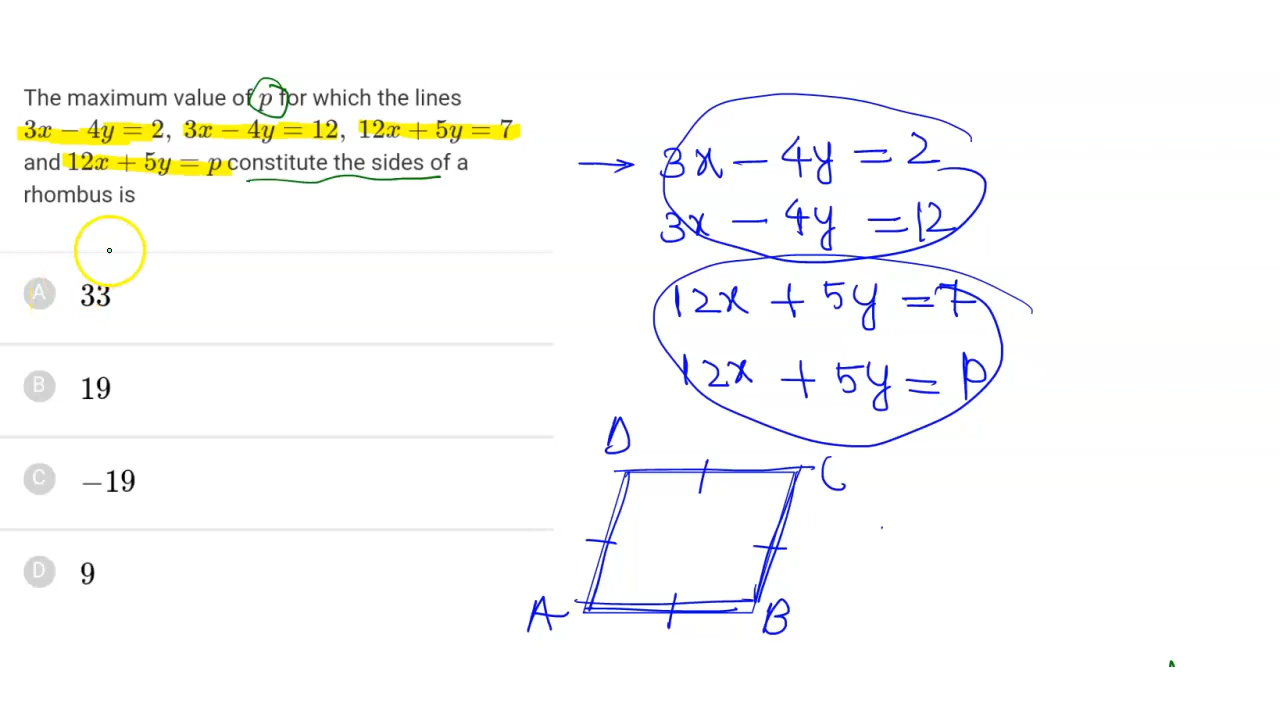 The maximum value of p for which the lines
3x − 4y = 2, 3x − 4y = 12, 12x + 5y = 7
and 12x + 5y = p constitute the sides of a
rhombus is
A 33
B 19
C −19
D 9
→ 3x − 4y = 2
3x − 4y = 12
12x + 5y = 7
12x + 5y = p
D C
A B